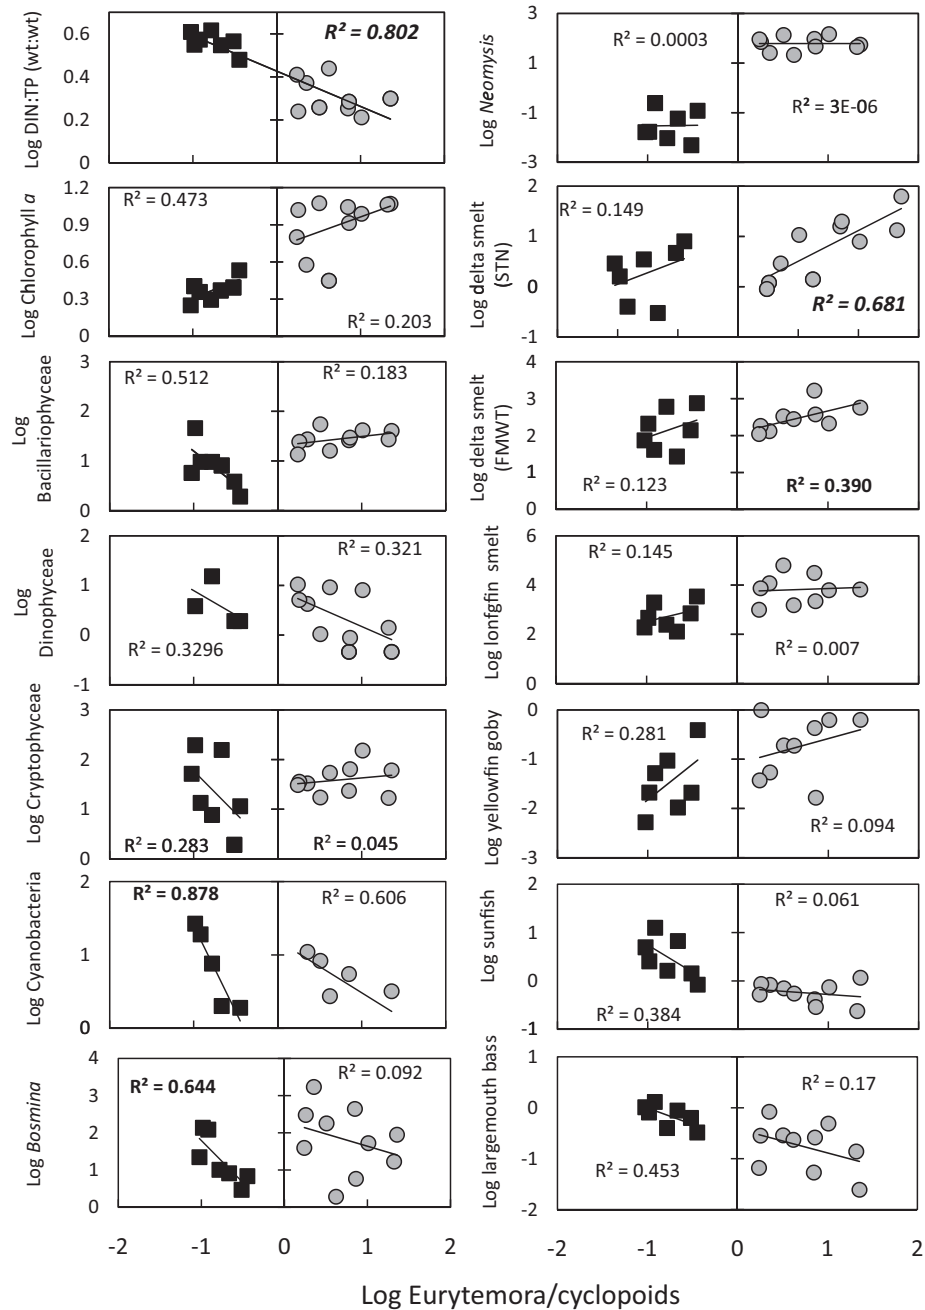 Log DIN:TP (wt:wt)
0.6
0.4
0.2
0
R² = 0.802
Log Chlorophyll a
1.2
0.9
0.6
0.3
0
R² = 0.473
R² = 0.203
Log
Bacillariophyceae
3
2
1
0
R² = 0.512
R² = 0.183
Log
Dinophyceae
2
1
0
-1
R² = 0.321
R² = 0.3296
Log Cryptophyceae
3
2
1
0
R² = 0.283
R² = 0.045
Log Cyanobacteria
2
1
0
R² = 0.878
R² = 0.606
Log Bosmina
4
3
2
1
0
R² = 0.644
R² = 0.092
-2
-1
0
1
2
Log Neomysis
3
1
-1
-3
R² = 0.0003
R² = 3E-06
Log delta smelt
(STN)
2
1
0
-1
R² = 0.149
R² = 0.681
Log delta smelt
(FMWT)
4
3
2
1
0
R² = 0.123
R² = 0.390
Log lonfgfin smelt
6
4
2
0
R² = 0.145
R² = 0.007
Log yellowfin goby
0
-1
-2
-3
R² = 0.281
R² = 0.094
Log sunfish
2
1
0
-1
R² = 0.061
R² = 0.384
Log largemouth bass
1
0
-1
-2
R² = 0.17
R² = 0.453
-2
-1
0
1
2
Log Eurytemora/cyclopoids